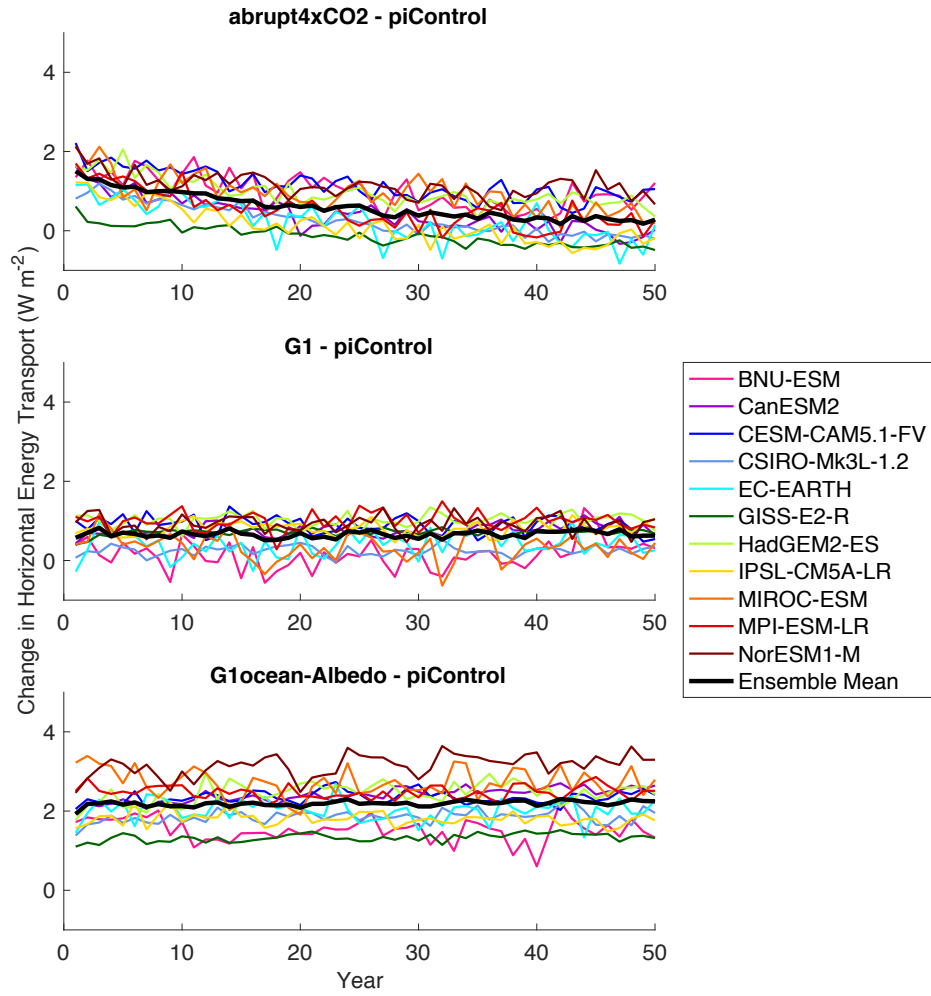 abrupt4xCO2 - piControl
4
2
0
0
10
20
30
40
50
G1 - piControl
4
2
0
0
10
20
30
40
50
G1ocean-Albedo - piControl
4
2
0
0
10
20
30
40
50
Year
Change in Horizontal Energy Transport (W m⁻²)
BNU-ESM
CanESM2
CESM-CAM5.1-FV
CSIRO-Mk3L-1.2
EC-EARTH
GISS-E2-R
HadGEM2-ES
IPSL-CM5A-LR
MIROC-ESM
MPI-ESM-LR
NorESM1-M
Ensemble Mean